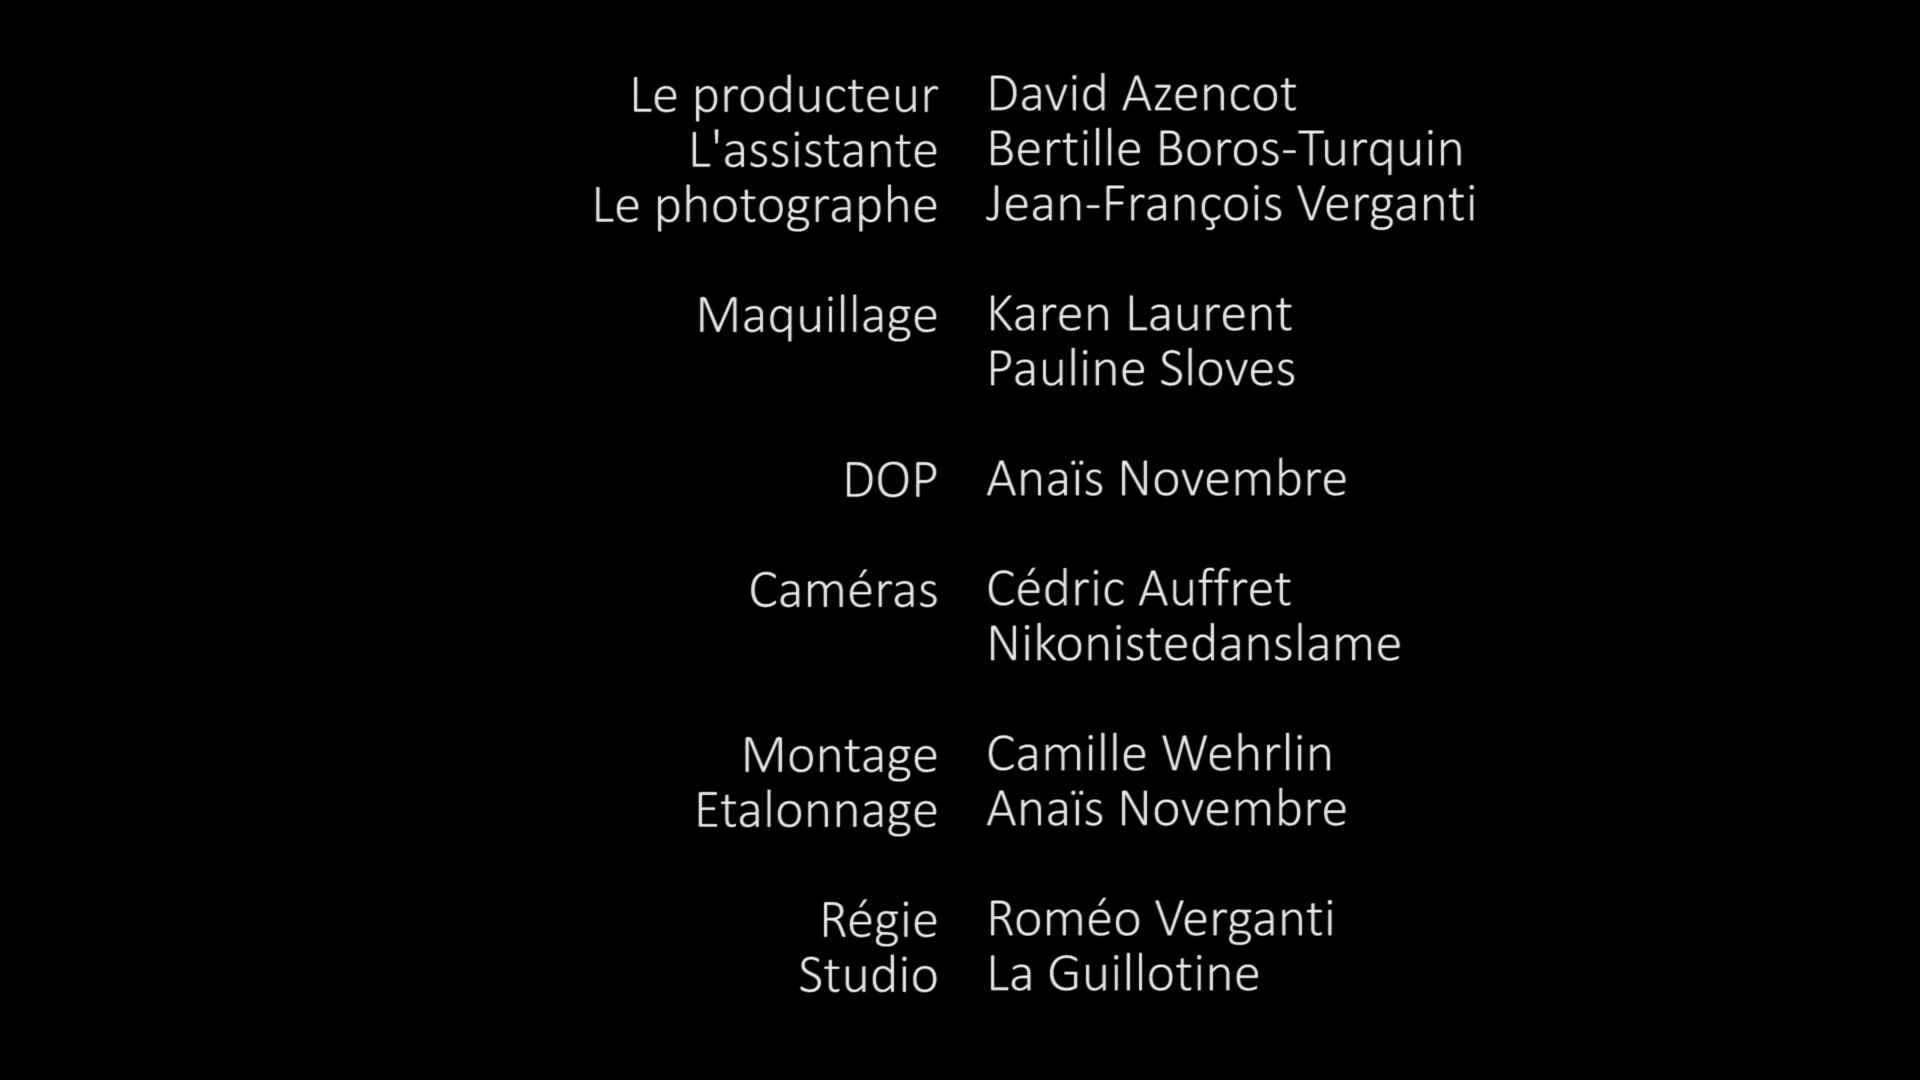 Le producteur David Azencot
L'assistante Bertille Boros-Turquin
Le photographe Jean-François Verganti
Maquillage Karen Laurent
Pauline Sloves
DOP Anaïs Novembre
Caméras Cédric Auffret
Nikonistedanslame
Montage Camille Wehrlin
Etalonnage Anaïs Novembre
Régie Roméo Verganti
Studio La Guillotine